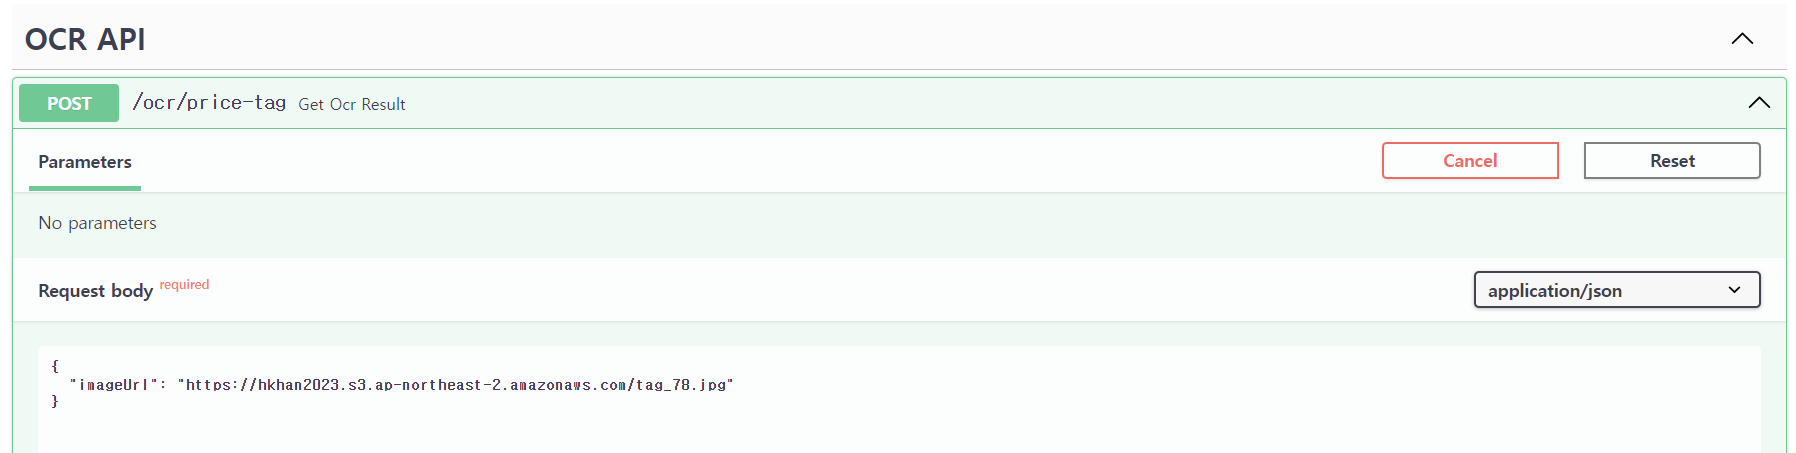 OCR API
POST /ocr/price-tag Get Ocr Result
Parameters Cancel Reset
No parameters
Request body required application/json
{
"imageUrl": "https://hkhan2023.s3.ap-northeast-2.amazonaws.com/tag_78.jpg"
}